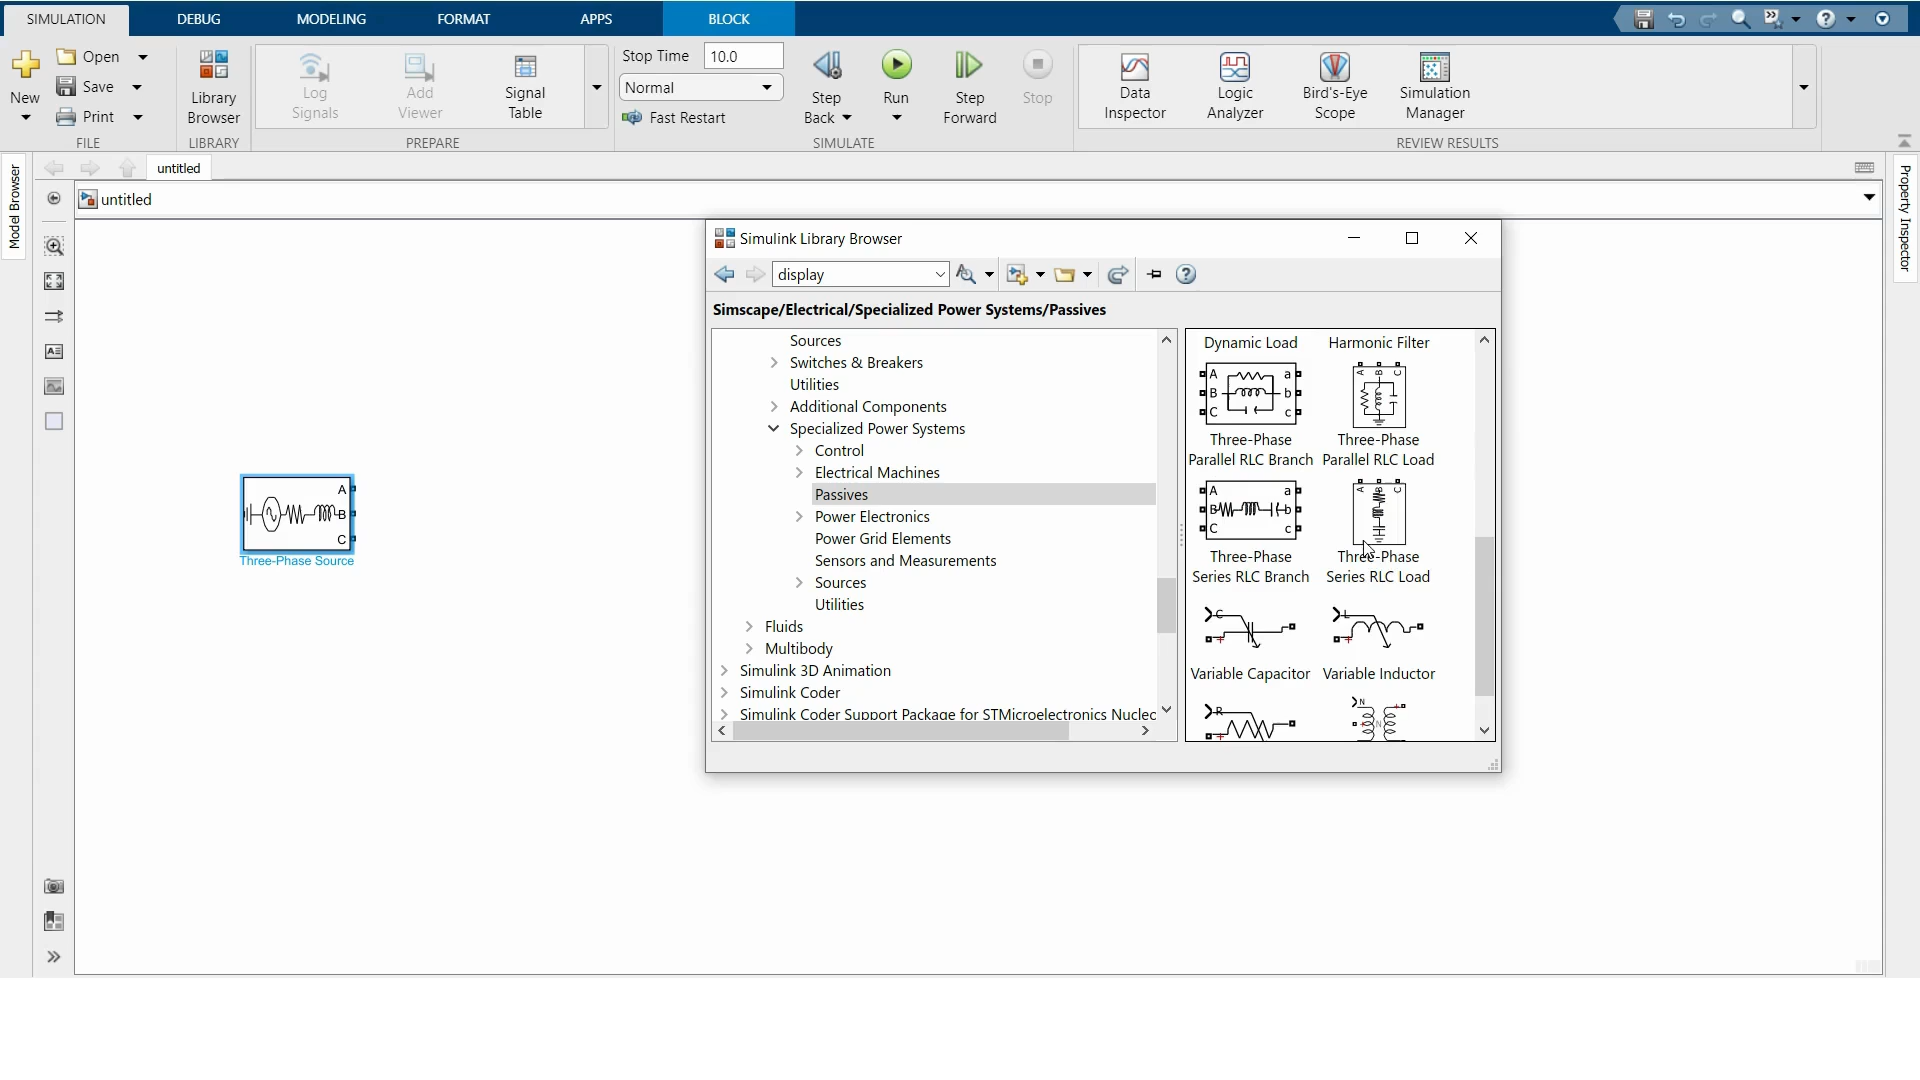 SIMULATION DEBUG MODELING FORMAT APPS BLOCK
New
Open
Save
Print
FILE
Library
Browser
LIBRARY
Log
Signals
Add
Viewer
Signal
Table
PREPARE
Stop Time 10.0
Normal
Fast Restart
Step
Back
Run
Step
Forward
Stop
SIMULATE
Data
Inspector
Logic
Analyzer
Bird's-Eye
Scope
Simulation
Manager
REVIEW RESULTS
Model Browser
untitled
untitled
Property Inspector
A
B
C
Three-Phase Source
Simulink Library Browser
display
Simscape/Electrical/Specialized Power Systems/Passives
Sources
Switches & Breakers
Utilities
Additional Components
Specialized Power Systems
Control
Electrical Machines
Passives
Power Electronics
Power Grid Elements
Sensors and Measurements
Sources
Utilities
Fluids
Multibody
Simulink 3D Animation
Simulink Coder
Simulink Coder Support Package for STMicroelectronics Nucleo
Dynamic Load Harmonic Filter
A a
B b
C c
A B C
Three-Phase
Parallel RLC Branch
Three-Phase
Parallel RLC Load
A a
B b
C c
A B C
Three-Phase
Series RLC Branch
Three-Phase
Series RLC Load
C
L
Variable Capacitor Variable Inductor
R
N
N